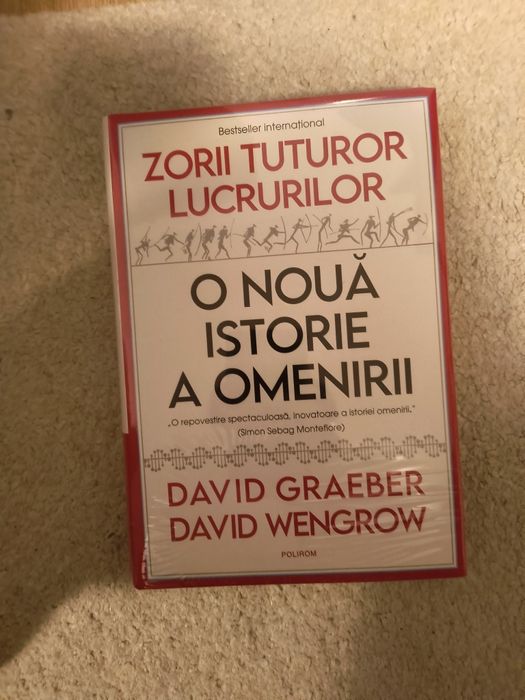 Bestseller internațional
ZORII TUTUROR
LUCRURILOR
O NOUĂ
ISTORIE
A OMENIRII
„O repovestire spectaculoasă, inovatoare a istoriei omenirii.”
(Simon Sebag Montefiore)
DAVID GRAEBER
DAVID WENGROW
POLIROM